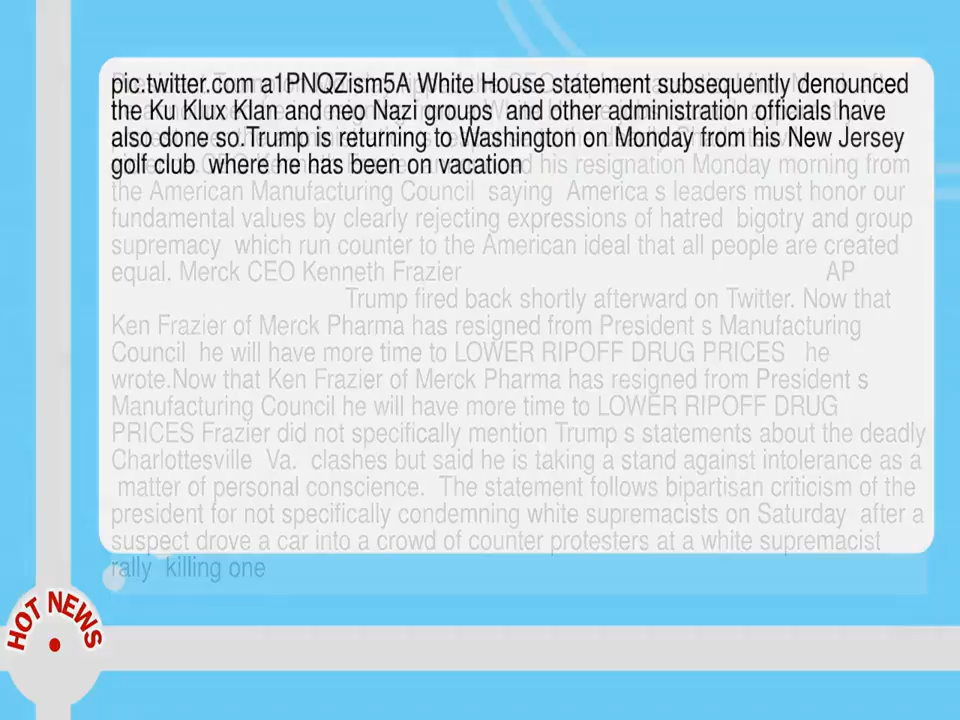 pic.twitter.com a1PNQZism5A White House statement subsequently denounced
the Ku Klux Klan and neo Nazi groups and other administration officials have
also done so.Trump is returning to Washington on Monday from his New Jersey
golf club where he has been on vacation
his resignation Monday morning from
the American Manufacturing Council saying America s leaders must honor our
fundamental values by clearly rejecting expressions of hatred bigotry and group
supremacy which run counter to the American ideal that all people are created
equal. Merck CEO Kenneth Frazier AP
Trump fired back shortly afterward on Twitter. Now that
Ken Frazier of Merck Pharma has resigned from President s Manufacturing
Council he will have more time to LOWER RIPOFF DRUG PRICES he
wrote.Now that Ken Frazier of Merck Pharma has resigned from President s
Manufacturing Council he will have more time to LOWER RIPOFF DRUG
PRICES Frazier did not specifically mention Trump s statements about the deadly
Charlottesville Va. clashes but said he is taking a stand against intolerance as a
matter of personal conscience. The statement follows bipartisan criticism of the
president for not specifically condemning white supremacists on Saturday after a
suspect drove a car into a crowd of counter protesters at a white supremacist
rally killing one
HOT NEWS